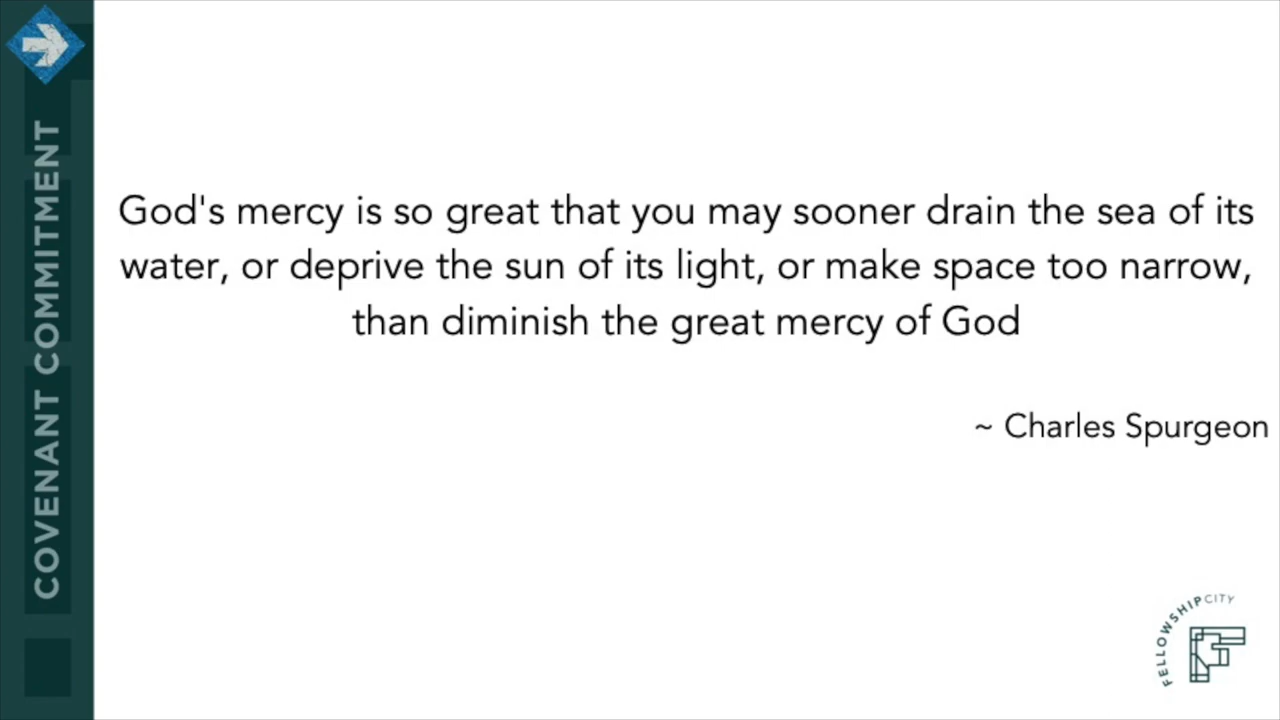 COVENANT COMMITMENT
God's mercy is so great that you may sooner drain the sea of its
water, or deprive the sun of its light, or make space too narrow,
than diminish the great mercy of God
~ Charles Spurgeon
FELLOWSHIPCITY